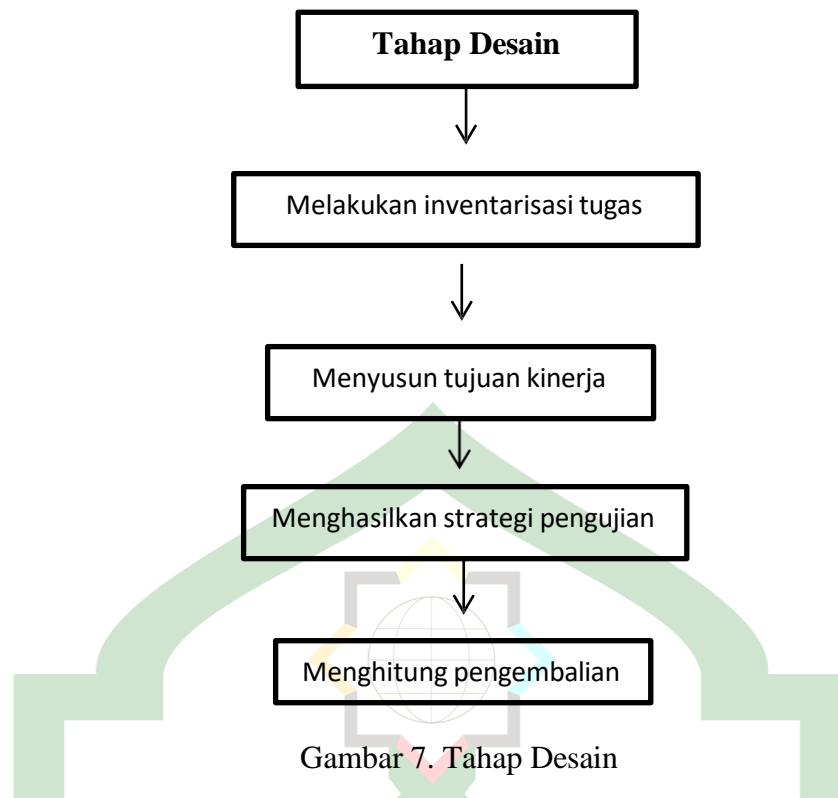 Tahap Desain
Melakukan inventarisasi tugas
Menyusun tujuan kinerja
Menghasilkan strategi pengujian
Menghitung pengembalian
Gambar 7. Tahap Desain